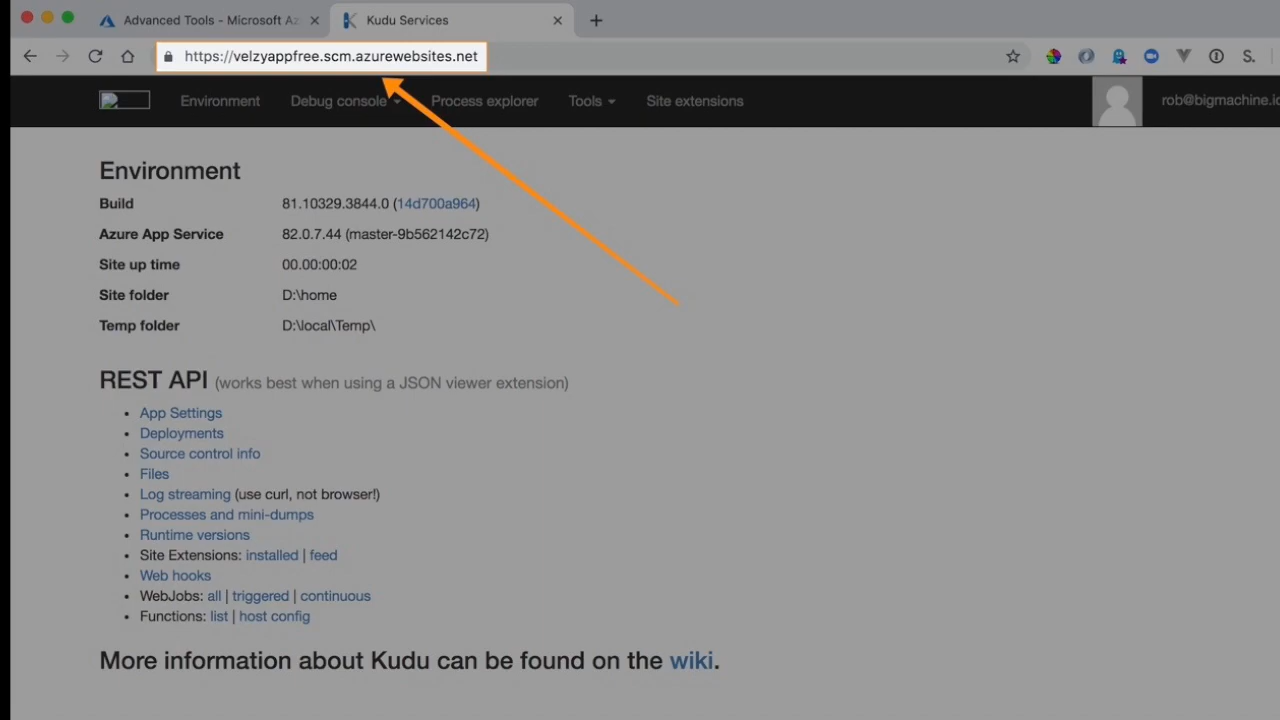 Advanced Tools - Microsoft Az
Kudu Services
https://velzyappfree.scm.azurewebsites.net
S.
Environment Debug console Process explorer Tools Site extensions
rob@bigmachine.io
Environment
Build 81.10329.3844.0 (14d700a964)
Azure App Service 82.0.7.44 (master-9b562142c72)
Site up time 00.00:00:02
Site folder D:\home
Temp folder D:\local\Temp\
REST API (works best when using a JSON viewer extension)
• App Settings
• Deployments
• Source control info
• Files
• Log streaming (use curl, not browser!)
• Processes and mini-dumps
• Runtime versions
• Site Extensions: installed | feed
• Web hooks
• WebJobs: all | triggered | continuous
• Functions: list | host config
More information about Kudu can be found on the wiki.